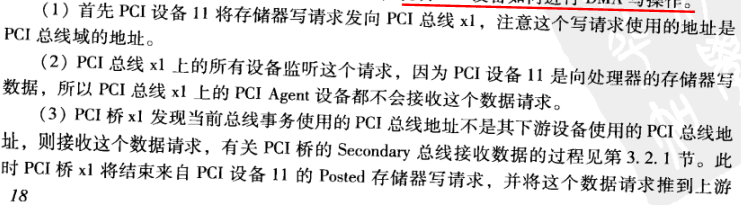 设备如何进行 DMA 写操作。
(1) 首先 PCI 设备 11 将存储器写请求发向 PCI 总线 x1，注意这个写请求使用的地址是
PCI 总线域的地址。
(2) PCI 总线 x1 上的所有设备监听这个请求，因为 PCI 设备 11 是向处理器的存储器写
数据，所以 PCI 总线 x1 上的 PCI Agent 设备都不会接收这个数据请求。
(3) PCI 桥 x1 发现当前总线事务使用的 PCI 总线地址不是其下游设备使用的 PCI 总线地
址，则接收这个数据请求，有关 PCI 桥的 Secondary 总线接收数据的过程见第 3.2.1 节。此
时 PCI 桥 x1 将结束来自 PCI 设备 11 的 Posted 存储器写请求，并将这个数据请求推到上游
18